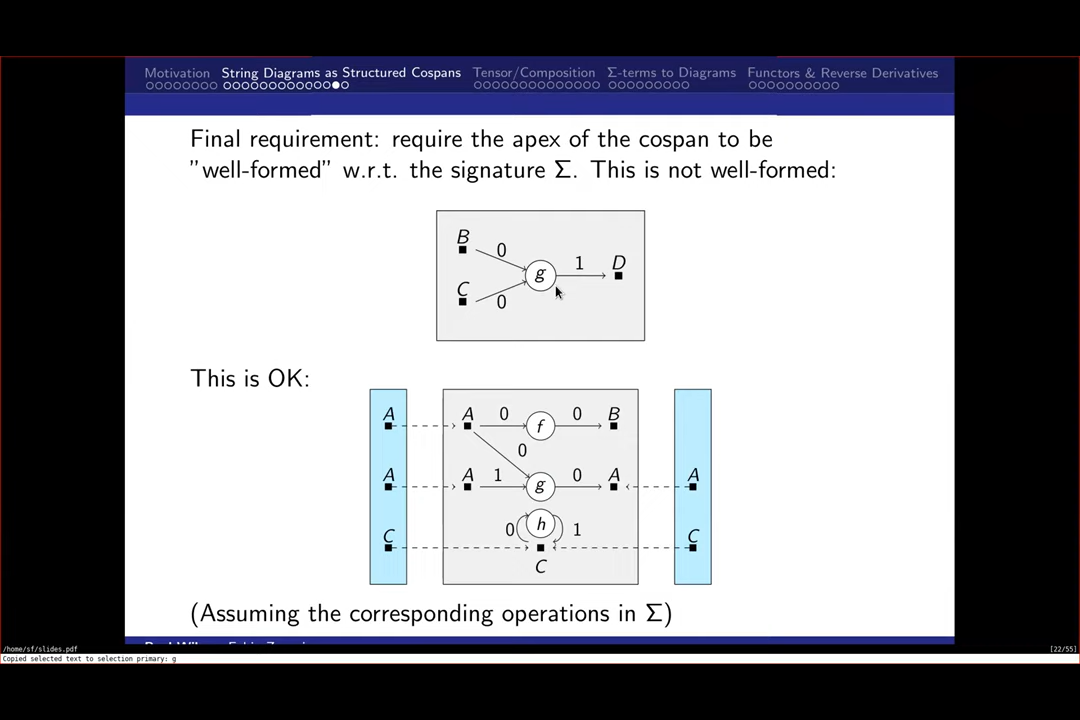 Motivation String Diagrams as Structured Cospans Tensor/Composition Σ-terms to Diagrams Functors & Reverse Derivatives
Final requirement: require the apex of the cospan to be
"well-formed" w.r.t. the signature Σ. This is not well-formed:
B
0
C
0
g
1
D
This is OK:
A A 0 f 0 B
0
A A 1 g 0 A A
0 h 1
C C
C
(Assuming the corresponding operations in Σ)
/home/sf/slides.pdf [22/55]
Copied selected text to selection primary: g